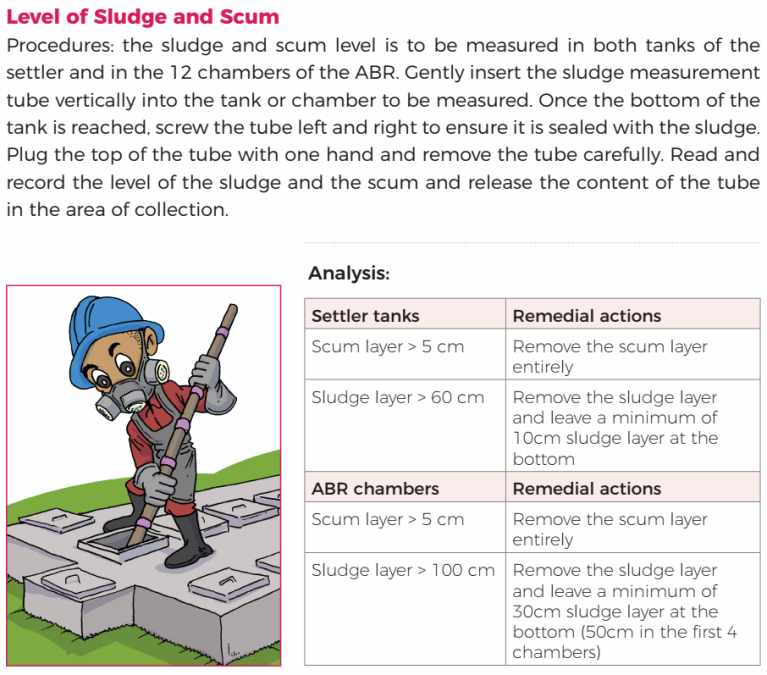 Level of Sludge and Scum
Procedures: the sludge and scum level is to be measured in both tanks of the
settler and in the 12 chambers of the ABR. Gently insert the sludge measurement
tube vertically into the tank or chamber to be measured. Once the bottom of the
tank is reached, screw the tube left and right to ensure it is sealed with the sludge.
Plug the top of the tube with one hand and remove the tube carefully. Read and
record the level of the sludge and the scum and release the content of the tube
in the area of collection.
Analysis:
Settler tanks Remedial actions
Scum layer > 5 cm Remove the scum layer
entirely
Sludge layer > 60 cm Remove the sludge layer
and leave a minimum of
10cm sludge layer at the
bottom
ABR chambers Remedial actions
Scum layer > 5 cm Remove the scum layer
entirely
Sludge layer > 100 cm Remove the sludge layer
and leave a minimum of
30cm sludge layer at the
bottom (50cm in the first 4
chambers)